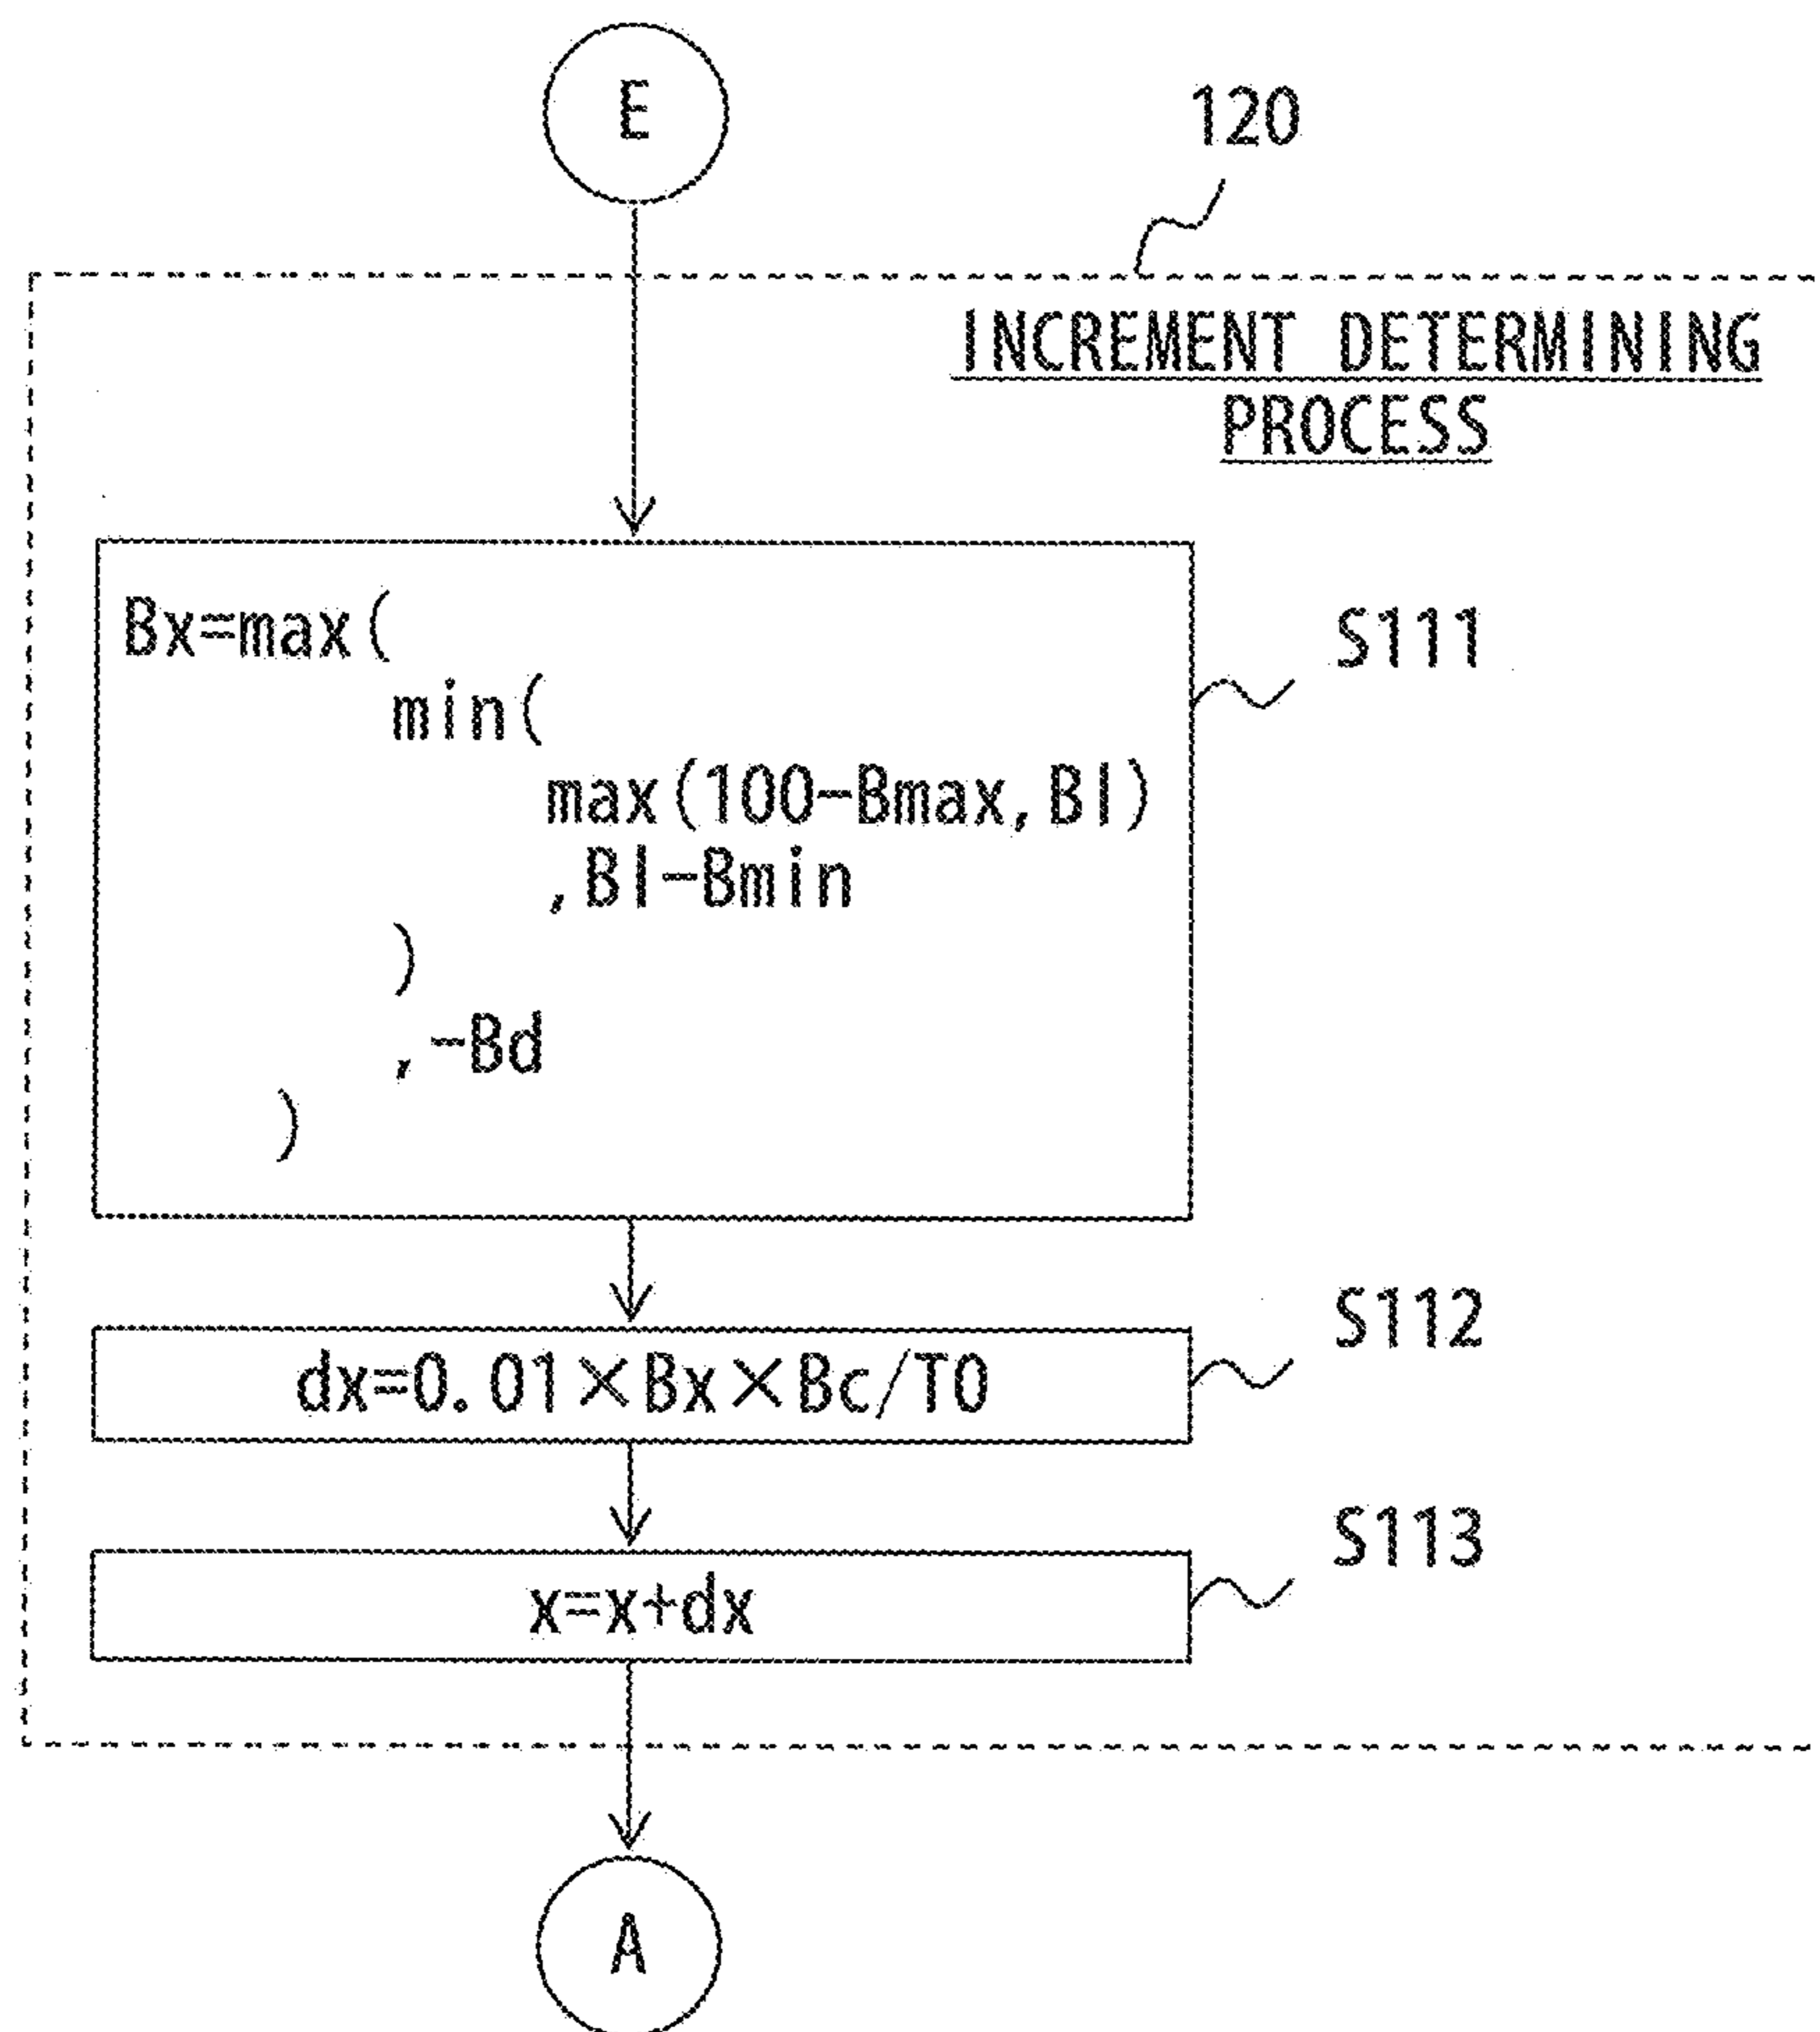 E
120
INCREMENT DETERMINING
PROCESS
Bx=max(
min(
max(100-Bmax,Bl)
,Bl-Bmin
)
,-Bd
)
S111
dx=0.01×Bx×Bc/T0
S112
x=x+dx
S113
A